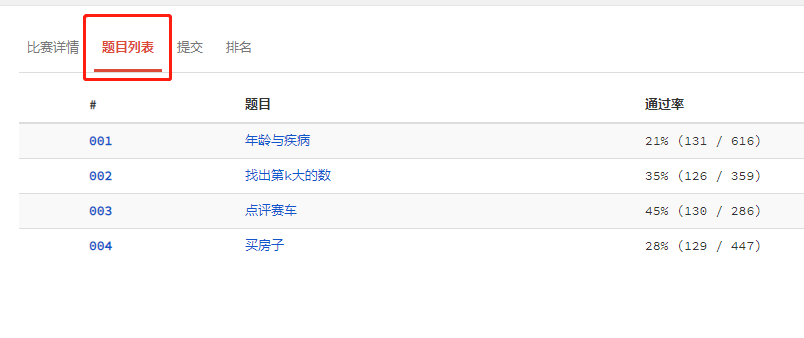 比赛详情 题目列表 提交 排名
# 题目 通过率
001 年龄与疾病 21% (131 / 616)
002 找出第k大的数 35% (126 / 359)
003 点评赛车 45% (130 / 286)
004 买房子 28% (129 / 447)